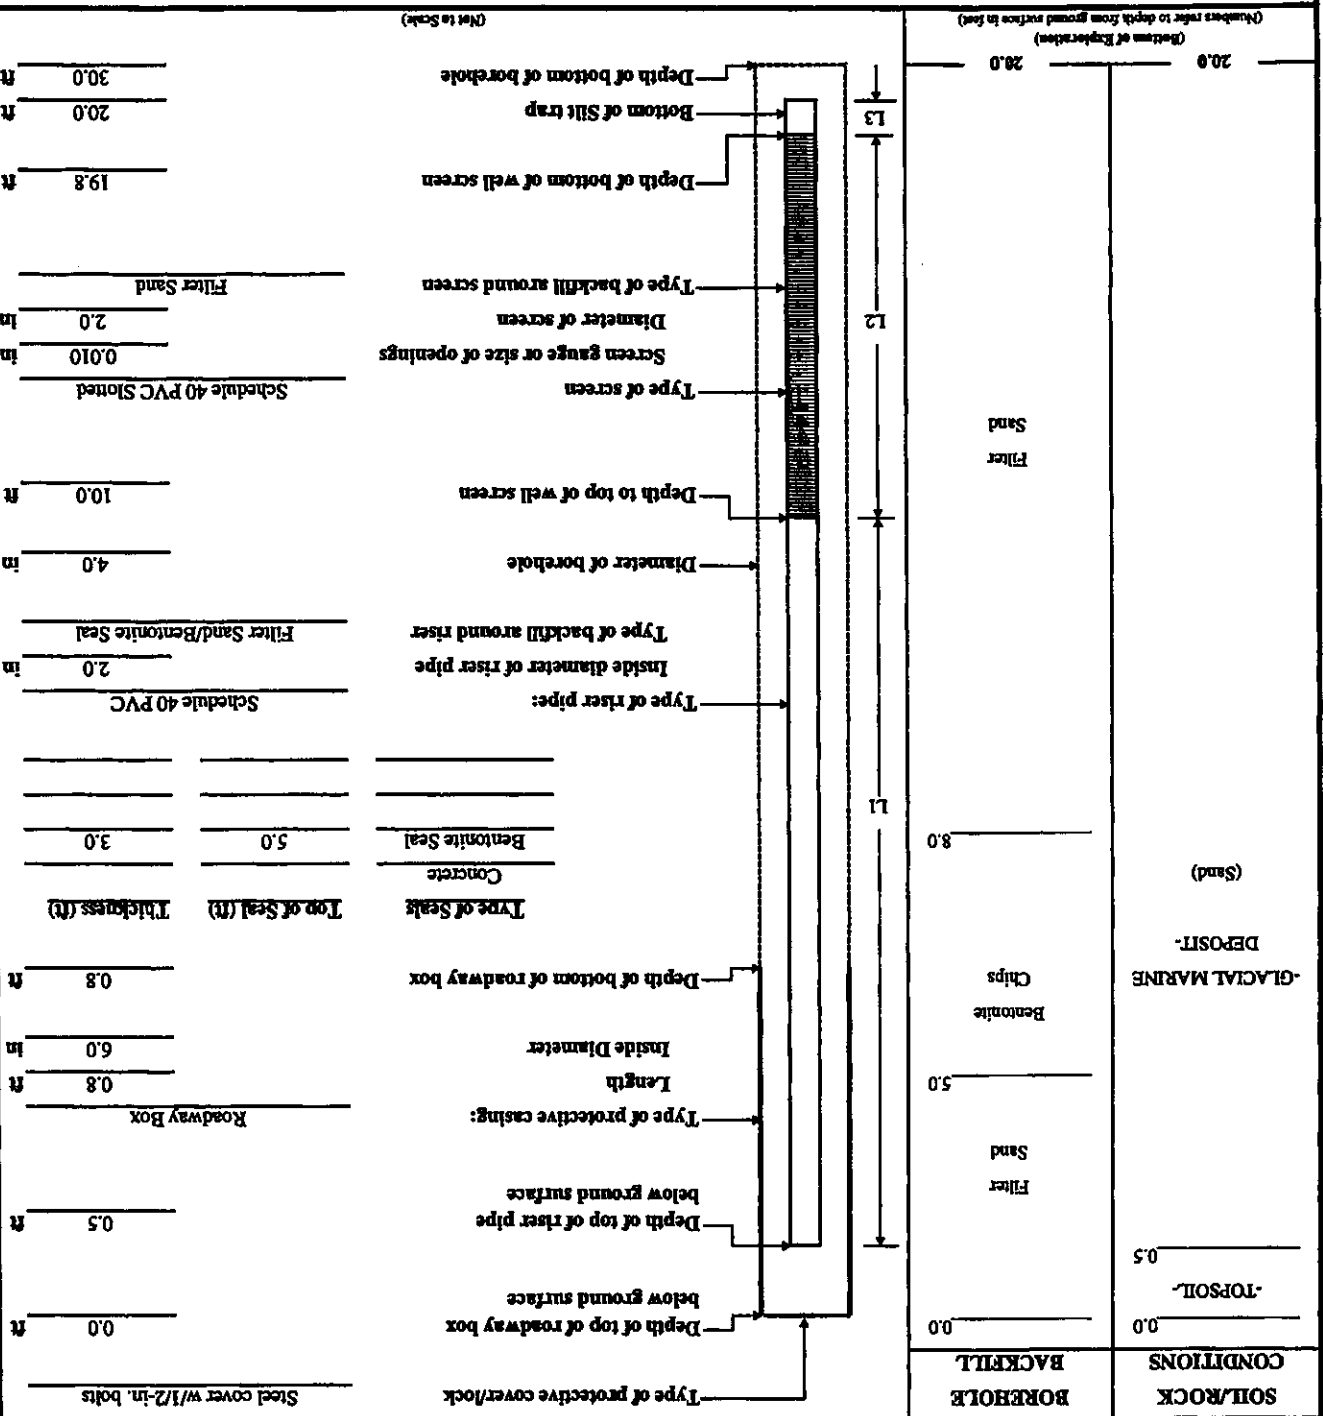 SOIL/ROCK
CONDITIONS
BOREHOLE
BACKFILL
Type of protective cover/lock
Steel cover w/1/2-in. bolts
0.0
-TOPSOIL-
0.5
0.0
Depth of top of roadway box
below ground surface
0.0 ft
Depth of top of riser pipe
below ground surface
0.5 ft
Filter
Sand
Type of protective casing:
Roadway Box
Length
0.8 ft
Inside Diameter
6.0 in
5.0
Bentonite
Chips
-GLACIAL MARINE
DEPOSIT-
(Sand)
Depth of bottom of roadway box
0.8 ft
Type of Seals Top of Seal (ft) Thickness (ft)
Concrete
Bentonite Seal 5.0 3.0
8.0
L1
Type of riser pipe:
Schedule 40 PVC
Inside diameter of riser pipe
2.0 in
Type of backfill around riser
Filter Sand/Bentonite Seal
Diameter of borehole
4.0 in
Depth to top of well screen
10.0 ft
Filter
Sand
Type of screen
Schedule 40 PVC Slotted
Screen gauge or size of openings
0.010 in
L2
Diameter of screen
2.0 in
Type of backfill around screen
Filter Sand
Depth of bottom of well screen
19.8 ft
L3
Bottom of Silt trap
20.0 ft
Depth of bottom of borehole
30.0 ft
20.0
20.0
(Bottom of Exploration)
(Numbers refer to depth from ground surface in feet)
(Not to Scale)